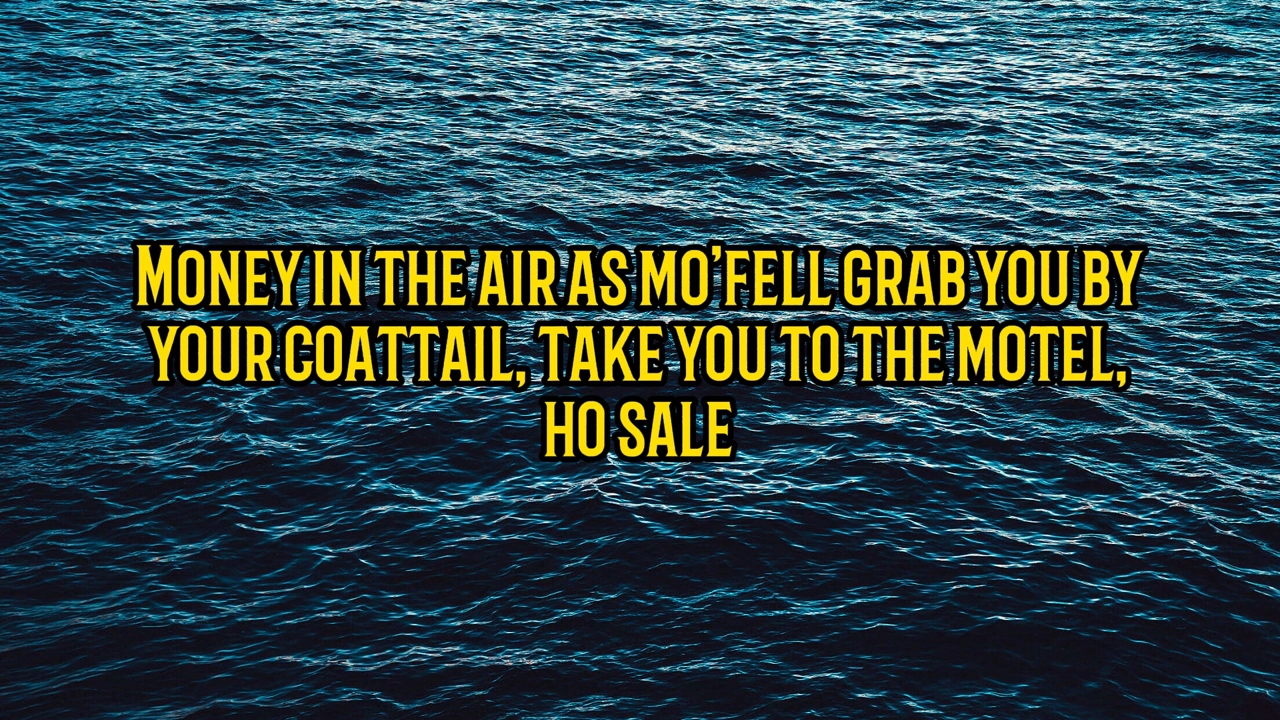 Money in the air as mo'fell grab you by
your coattail, take you to the motel,
ho sale